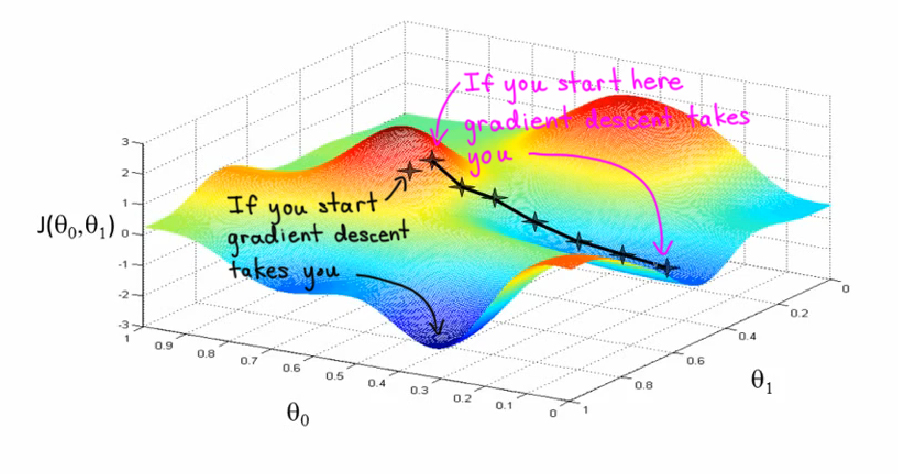 If you start here
gradient descent takes
you
If you start
gradient descent
takes you
J(θ₀,θ₁)
3
2
1
0
-1
-2
-3
1
0.9
0.8
0.7
0.6
0.5
0.4
0.3
0.2
0.1
0
θ₀
1
0.8
0.6
0.4
0.2
0
θ₁